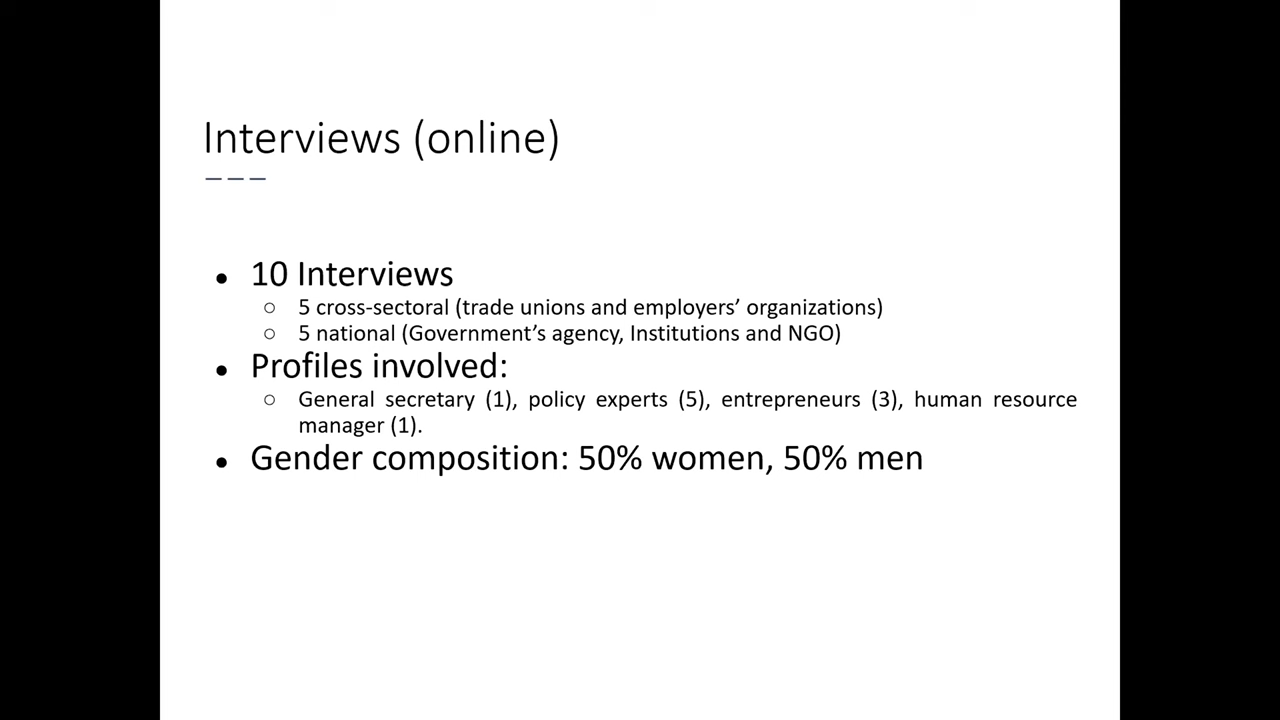 Interviews (online)
● 10 Interviews
○ 5 cross-sectoral (trade unions and employers’ organizations)
○ 5 national (Government’s agency, Institutions and NGO)
● Profiles involved:
○ General secretary (1), policy experts (5), entrepreneurs (3), human resource
manager (1).
● Gender composition: 50% women, 50% men